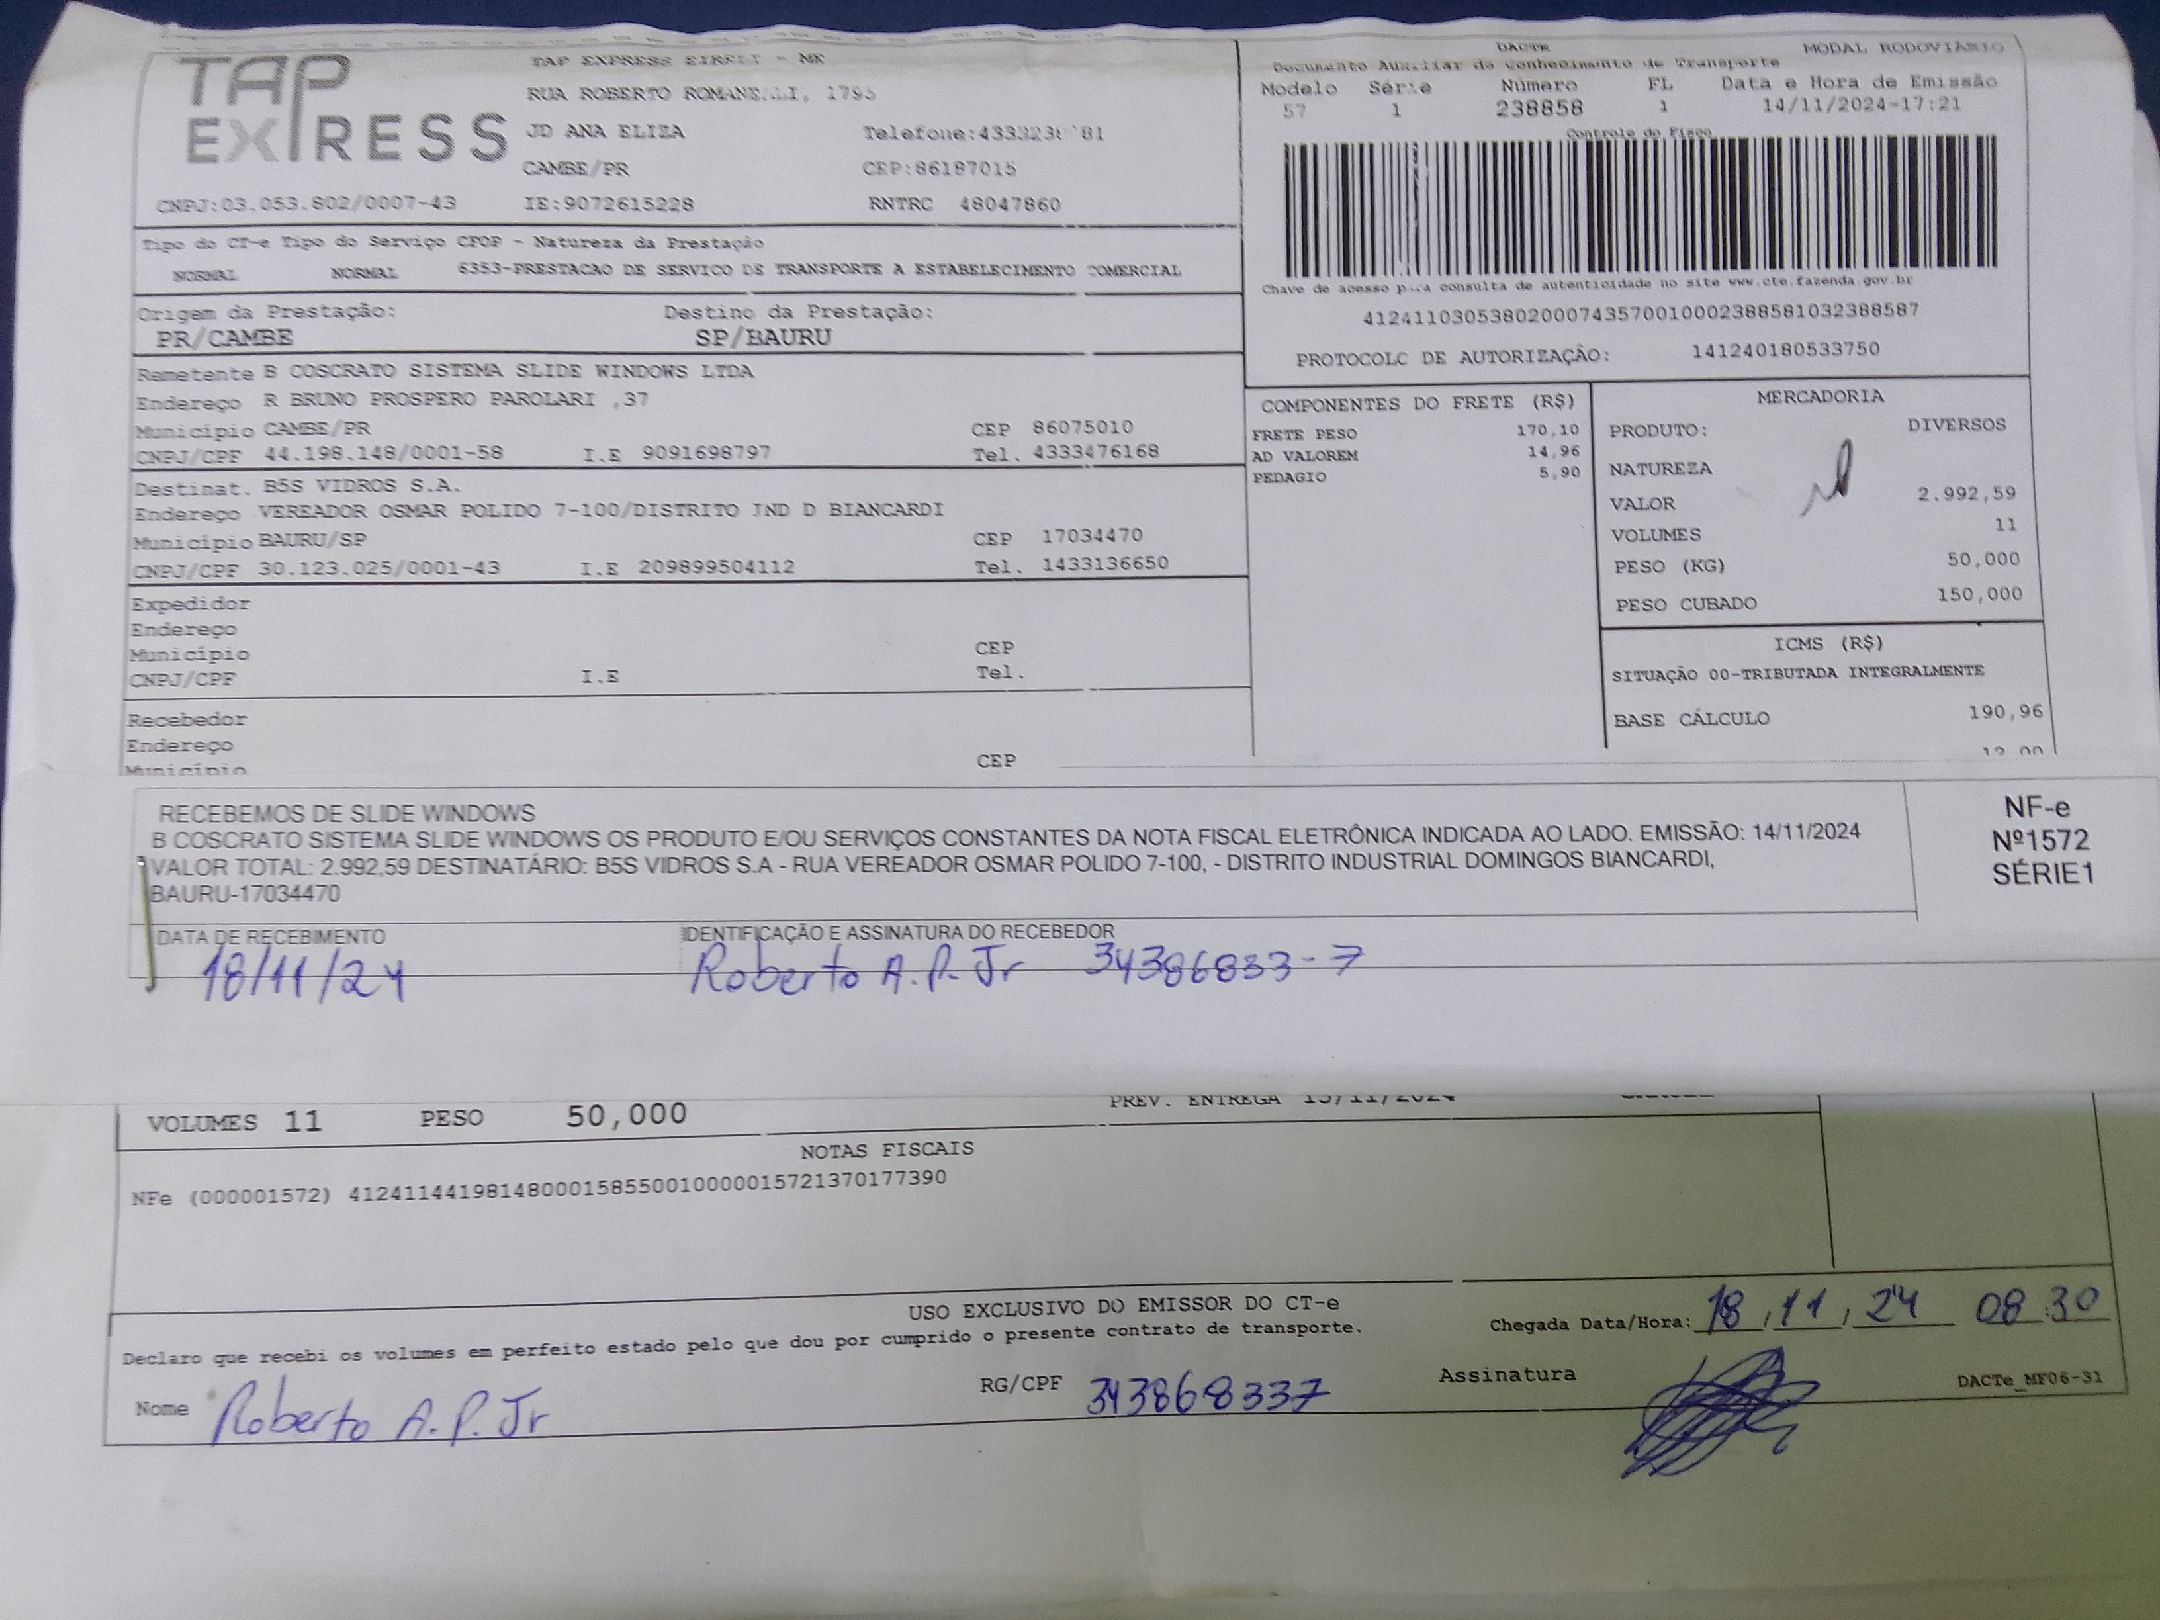 TAP EXPRESS
TAP EXPRESS EIRELI - ME
RUA ROBERTO 1795
JD ANA ELIZA
CAMBE/PR CEP:86187015
CNPJ:03.053.802/0007-43 IE:9072615228 RNTRC 48047860
DACTE MODAL RODOVIÁRIO
Documento Auxiliar do Conhecimento de Transporte
Modelo Série Número FL Data e Hora de Emissão
57 1 238858 1 14/11/2024-17:21
Controle do Fisco
Chave de acesso para consulta de autenticidade no site www.cte.fazenda.gov.br
41241103053802000743570010002388581032388587
PROTOCOLO DE AUTORIZAÇÃO: 141240180533750
Tipo do CT-e Tipo do Serviço CFOP - Natureza da Prestação
NORMAL NORMAL 6353-PRESTACAO DE SERVICO DE TRANSPORTE A ESTABELECIMENTO COMERCIAL
Origem da Prestação: Destino da Prestação:
PR/CAMBE SP/BAURU
Remetente B COSCRATO SISTEMA SLIDE WINDOWS LTDA
Endereço R BRUNO PROSPERO PAROLARI ,37
Município CAMBE/PR CEP 86075010
CNPJ/CPF 44.198.148/0001-58 I.E 9091698797 Tel. 4333476168
Destinat. B5S VIDROS S.A.
Endereço VEREADOR OSMAR POLIDO 7-100/DISTRITO IND D BIANCARDI
Município BAURU/SP CEP 17034470
CNPJ/CPF 30.123.025/0001-43 I.E 209899504112 Tel. 1433136650
Expedidor
Endereço
Município CEP
CNPJ/CPF I.E Tel.
Recebedor
Endereço
Município CEP
COMPONENTES DO FRETE (R$)
FRETE PESO 170,10
AD VALOREM 14,96
PEDAGIO 5,90
MERCADORIA
PRODUTO: DIVERSOS
NATUREZA
VALOR 2.992,59
VOLUMES 11
PESO (KG) 50,000
PESO CUBADO 150,000
ICMS (R$)
SITUAÇÃO 00-TRIBUTADA INTEGRALMENTE
BASE CÁLCULO 190,96
12,00
RECEBEMOS DE SLIDE WINDOWS
B COSCRATO SISTEMA SLIDE WINDOWS OS PRODUTO E/OU SERVIÇOS CONSTANTES DA NOTA FISCAL ELETRÔNICA INDICADA AO LADO. EMISSÃO: 14/11/2024
VALOR TOTAL: 2.992,59 DESTINATÁRIO: B5S VIDROS S.A - RUA VEREADOR OSMAR POLIDO 7-100, - DISTRITO INDUSTRIAL DOMINGOS BIANCARDI,
BAURU-17034470
NF-e
Nº1572
SÉRIE1
DATA DE RECEBIMENTO IDENTIFICAÇÃO E ASSINATURA DO RECEBEDOR
18/11/24 Roberto A. P. Jr 34386833-7
VOLUMES 11 PESO 50,000 PREV. ENTREGA
NOTAS FISCAIS
NFe (000001572) 41241144198148000158550010000015721370177390
USO EXCLUSIVO DO EMISSOR DO CT-e
Declaro que recebi os volumes em perfeito estado pelo que dou por cumprido o presente contrato de transporte.
Chegada Data/Hora: 18/11/24 08:30
Nome Roberto A. P. Jr RG/CPF 343868337 Assinatura DACTe_MF06-31